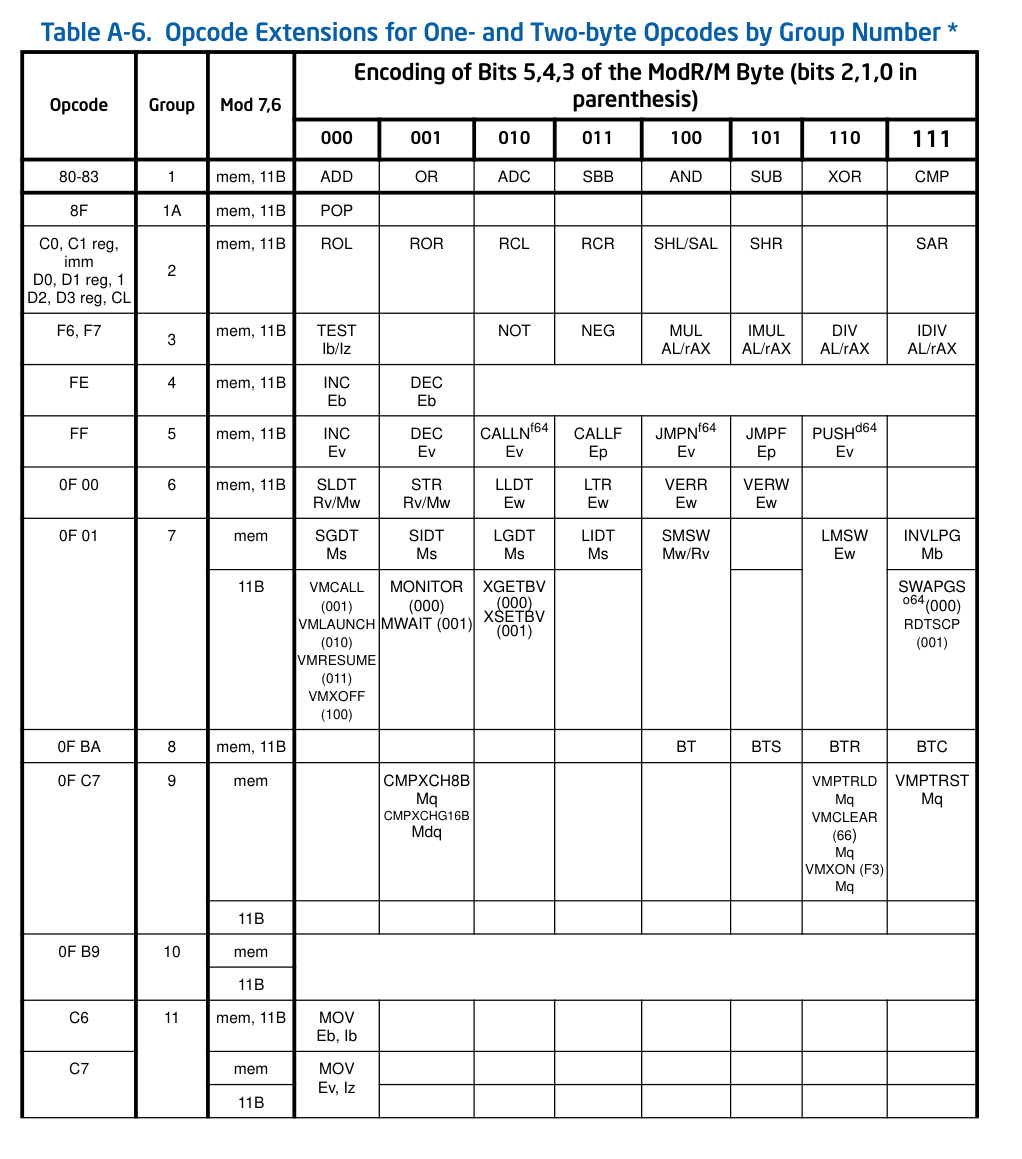 Table A-6. Opcode Extensions for One- and Two-byte Opcodes by Group Number *
Opcode Group Mod 7,6 Encoding of Bits 5,4,3 of the ModR/M Byte (bits 2,1,0 in
parenthesis)
000 001 010 011 100 101 110 111
80-83 1 mem, 11B ADD OR ADC SBB AND SUB XOR CMP
8F 1A mem, 11B POP
C0, C1 reg, mem, 11B ROL ROR RCL RCR SHL/SAL SHR SAR
imm
2
D0, D1 reg, 1
D2, D3 reg, CL
F6, F7 3 mem, 11B TEST NOT NEG MUL IMUL DIV IDIV
Ib/Iz AL/rAX AL/rAX AL/rAX AL/rAX
FE 4 mem, 11B INC DEC
Eb Eb
FF 5 mem, 11B INC DEC CALLNf64 CALLF JMPNf64 JMPF PUSHd64
Ev Ev Ev Ep Ev Ep Ev
0F 00 6 mem, 11B SLDT STR LLDT LTR VERR VERW
Rv/Mw Rv/Mw Ew Ew Ew Ew
0F 01 7 mem SGDT SIDT LGDT LIDT SMSW LMSW INVLPG
Ms Ms Ms Ms Mw/Rv Ew Mb
11B VMCALL MONITOR XGETBV SWAPGS
(001) (000) (000) o64(000)
VMLAUNCH MWAIT (001) XSETBV RDTSCP
(010) (001) (001)
VMRESUME
(011)
VMXOFF
(100)
0F BA 8 mem, 11B BT BTS BTR BTC
0F C7 9 mem CMPXCH8B VMPTRLD VMPTRST
Mq Mq Mq
CMPXCHG16B VMCLEAR
Mdq (66)
Mq
VMXON (F3)
Mq
11B
0F B9 10 mem
11B
C6 11 mem, 11B MOV
Eb, Ib
C7 mem MOV
Ev, Iz
11B